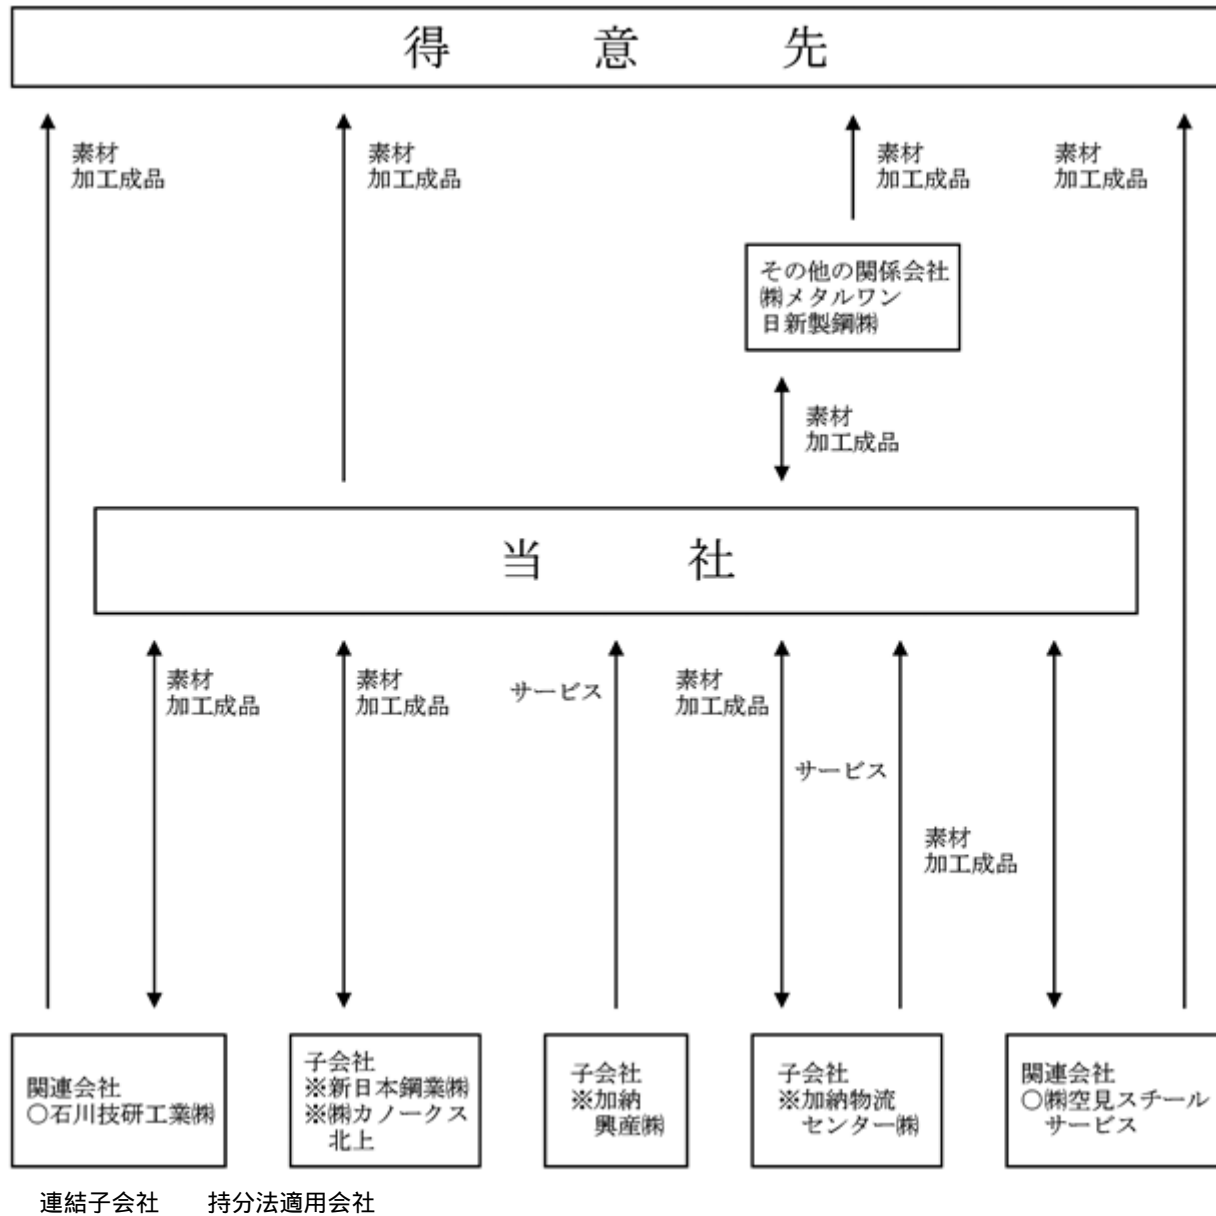 得意先
素材
加工成品
素材
加工成品
素材
加工成品
素材
加工成品
その他の関係会社
㈱メタルワン
日新製鋼㈱
素材
加工成品
当社
素材
加工成品
素材
加工成品
サービス
素材
加工成品
サービス
素材
加工成品
関連会社
○石川技研工業㈱
子会社
※新日本鋼業㈱
※㈱カノークス
北上
子会社
※加納
興産㈱
子会社
※加納物流
センター㈱
関連会社
○㈱空見スチール
サービス
連結子会社　　持分法適用会社